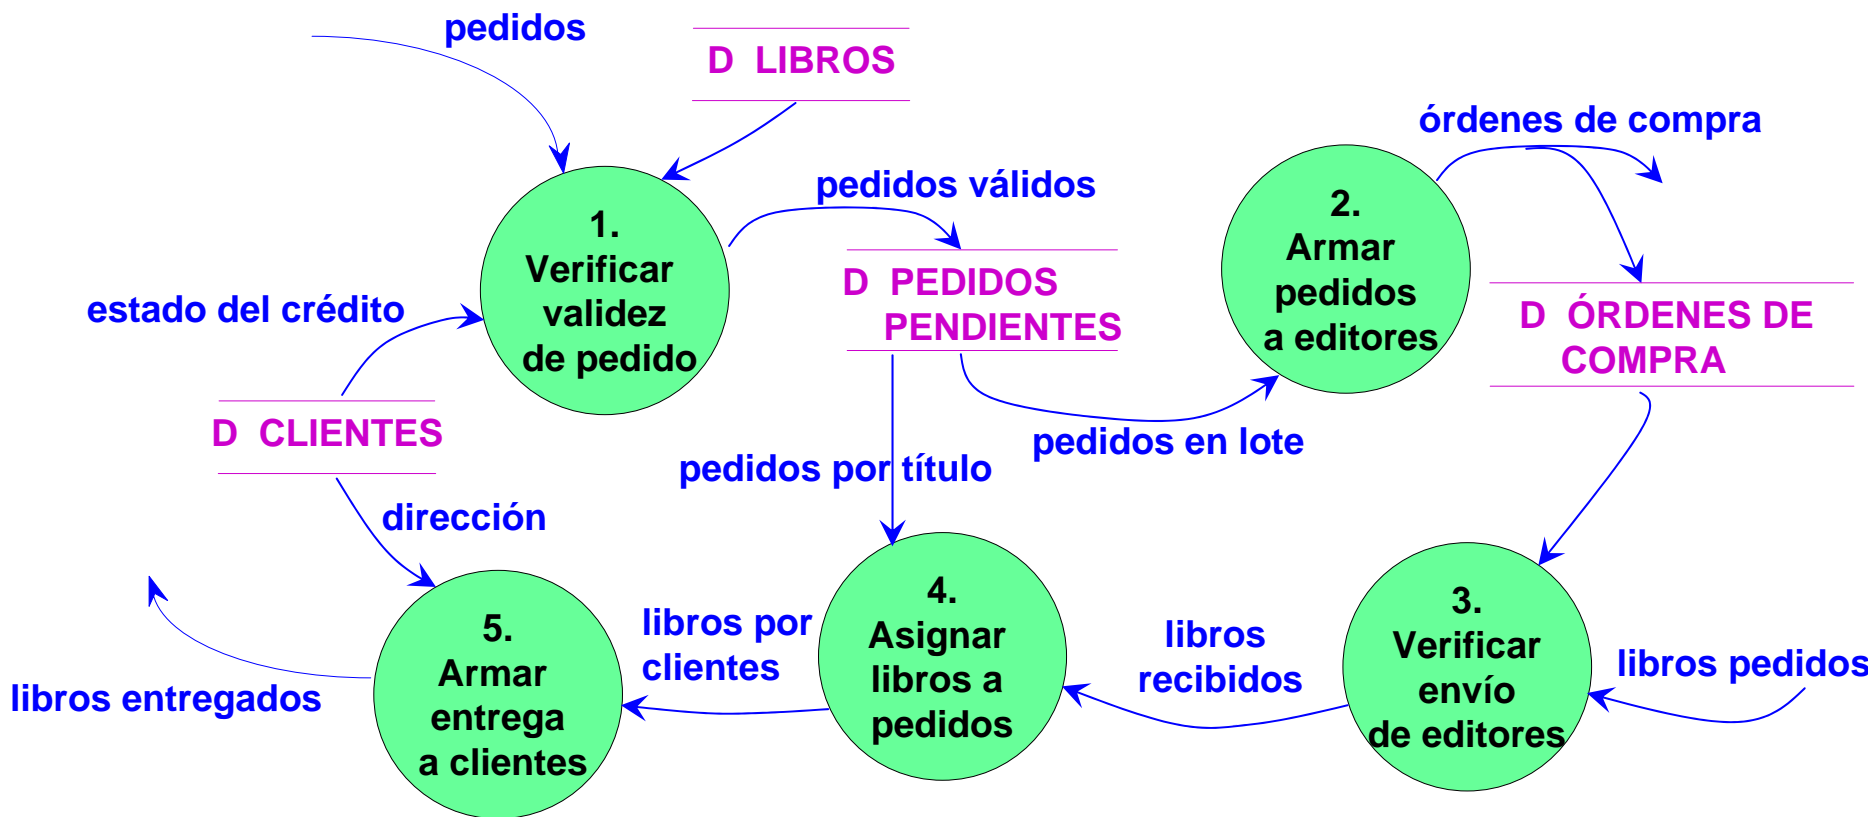 pedidos
D LIBROS
órdenes de compra
pedidos válidos
1.
Verificar
validez
de pedido
2.
Armar
pedidos
a editores
D PEDIDOS
PENDIENTES
estado del crédito
D ÓRDENES DE
COMPRA
D CLIENTES
pedidos en lote
pedidos por título
dirección
5.
Armar
entrega
a clientes
libros por
clientes
4.
Asignar
libros a
pedidos
libros
recibidos
3.
Verificar
envío
de editores
libros pedidos
libros entregados